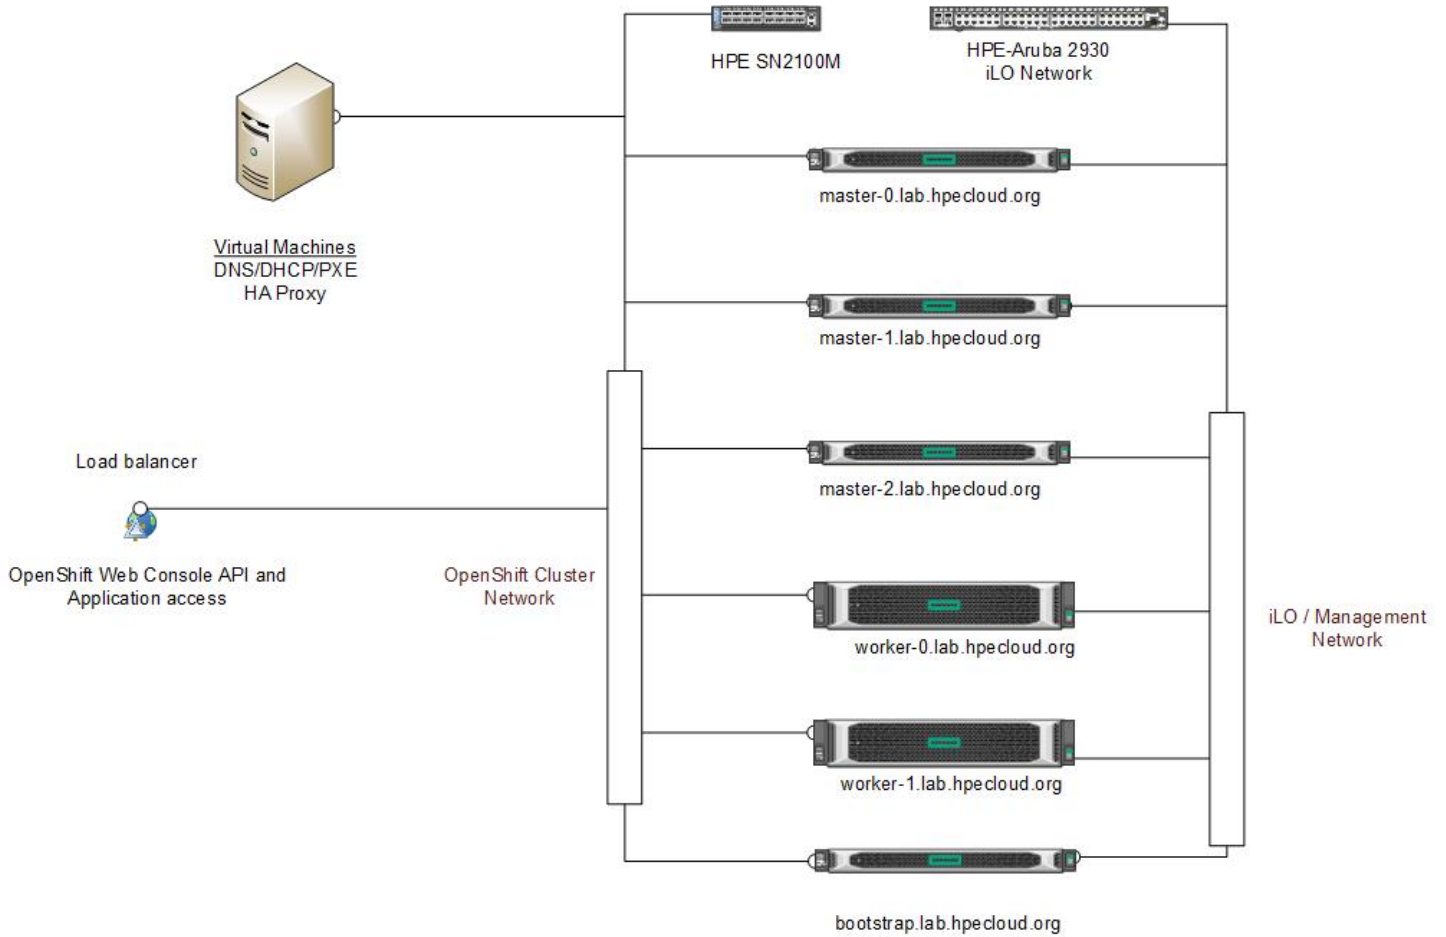 HPE SN2100M
HPE-Aruba 2930
iLO Network
master-0.lab.hpecloud.org
Virtual Machines
DNS/DHCP/PXE
HA Proxy
master-1.lab.hpecloud.org
Load balancer
master-2.lab.hpecloud.org
OpenShift Web Console API and
Application access
OpenShift Cluster
Network
iLO / Management
Network
worker-0.lab.hpecloud.org
worker-1.lab.hpecloud.org
bootstrap.lab.hpecloud.org